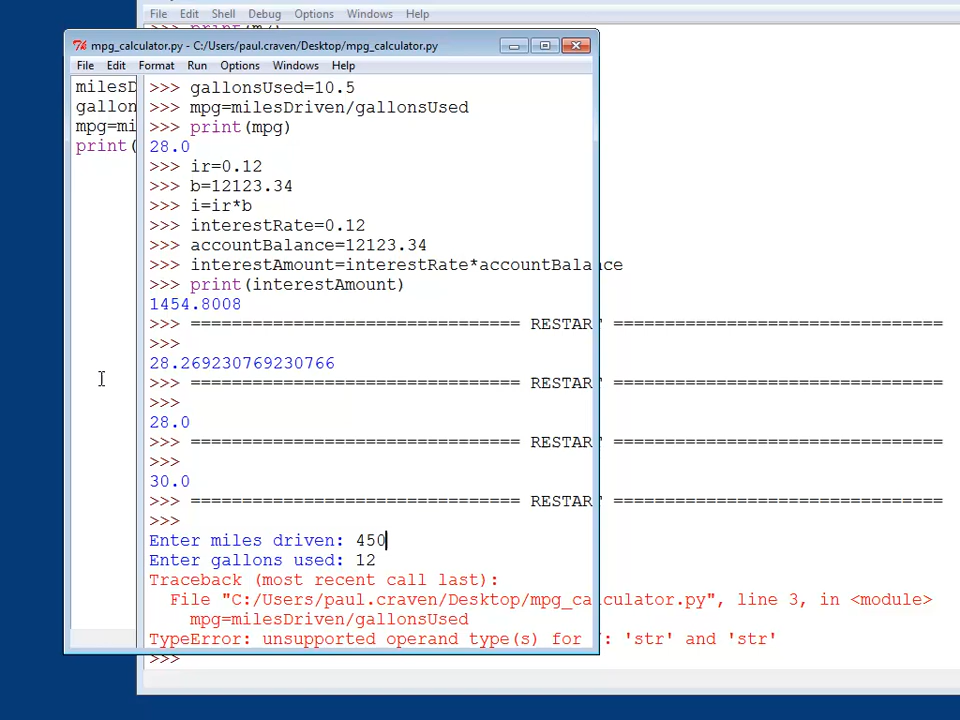 File Edit Shell Debug Options Windows Help
mpg_calculator.py - C:/Users/paul.craven/Desktop/mpg_calculator.py
File Edit Format Run Options Windows Help
milesD
gallon
mpg=mi
print(
>>> gallonsUsed=10.5
>>> mpg=milesDriven/gallonsUsed
>>> print(mpg)
28.0
>>> ir=0.12
>>> b=12123.34
>>> i=ir*b
>>> interestRate=0.12
>>> accountBalance=12123.34
>>> interestAmount=interestRate*accountBalance
>>> print(interestAmount)
1454.8008
>>> ================================ RESTART ================================
>>>
28.269230769230766
>>> ================================ RESTART ================================
>>>
28.0
>>> ================================ RESTART ================================
>>>
30.0
>>> ================================ RESTART ================================
>>>
Enter miles driven: 450
Enter gallons used: 12
Traceback (most recent call last):
File "C:/Users/paul.craven/Desktop/mpg_calculator.py", line 3, in <module>
mpg=milesDriven/gallonsUsed
TypeError: unsupported operand type(s) for /: 'str' and 'str'
>>>